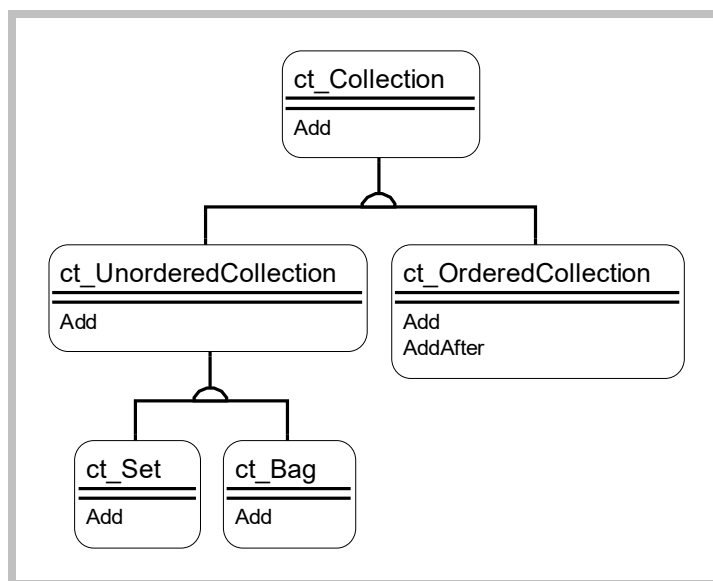 ct_Collection
Add
ct_UnorderedCollection
Add
ct_OrderedCollection
Add
AddAfter
ct_Set
Add
ct_Bag
Add